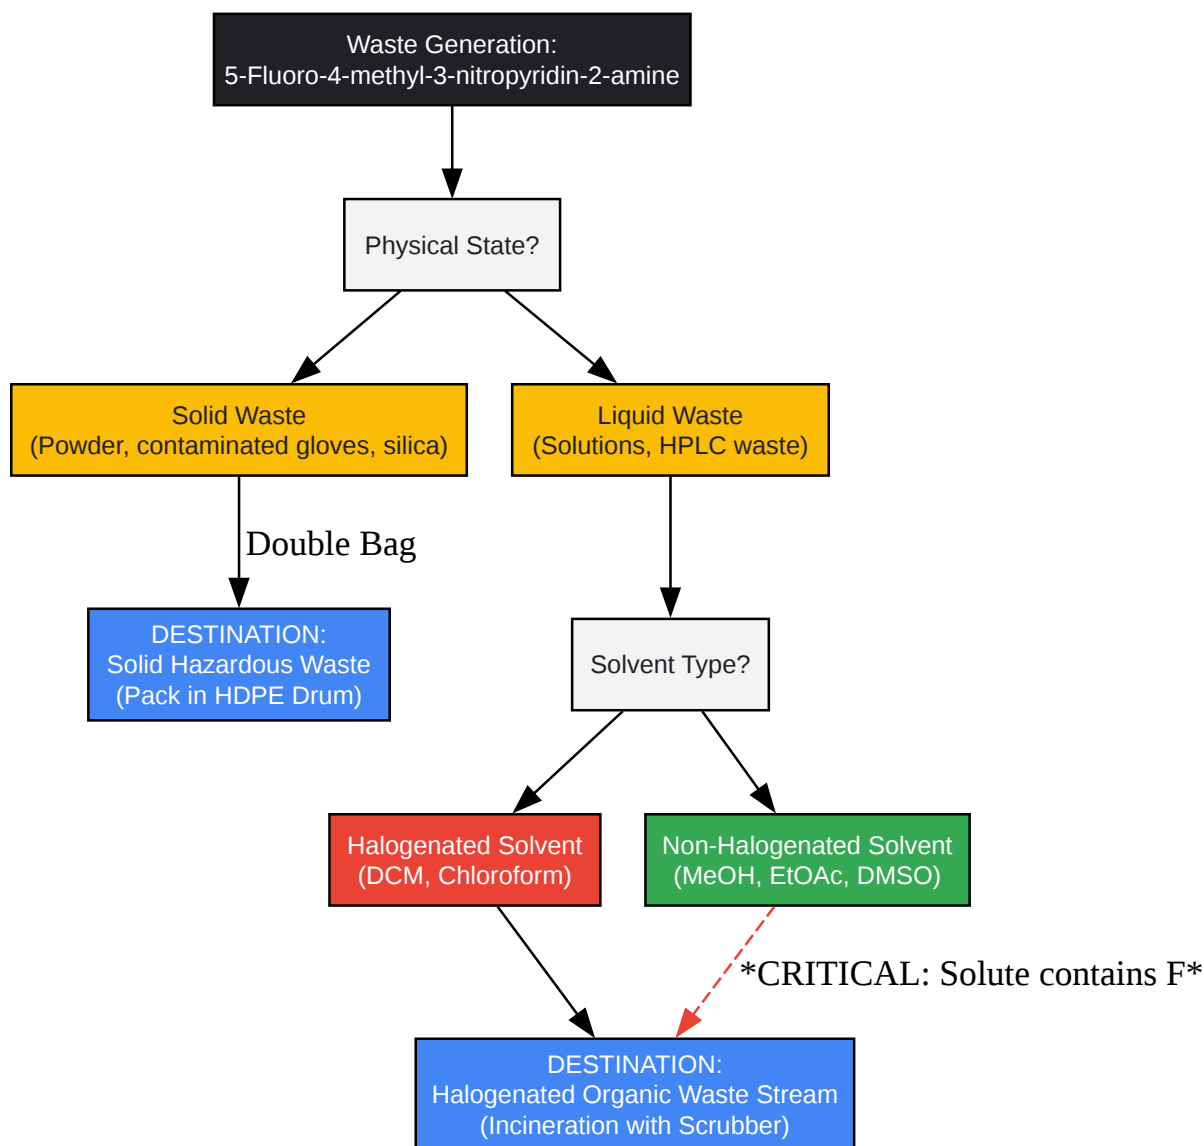 Waste Generation:
5-Fluoro-4-methyl-3-nitropyridin-2-amine
Physical State?
Solid Waste
(Powder, contaminated gloves, silica)
Liquid Waste
(Solutions, HPLC waste)
Double Bag
DESTINATION:
Solid Hazardous Waste
(Pack in HDPE Drum)
Solvent Type?
Halogenated Solvent
(DCM, Chloroform)
Non-Halogenated Solvent
(MeOH, EtOAc, DMSO)
*CRITICAL: Solute contains F*
DESTINATION:
Halogenated Organic Waste Stream
(Incineration with Scrubber)